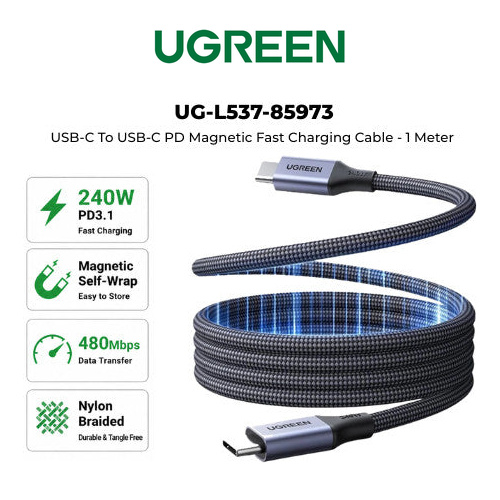 UGREEN
UG-L537-85973
USB-C To USB-C PD Magnetic Fast Charging Cable - 1 Meter
UGREEN
240W
PD3.1
Fast Charging
Magnetic
Self-Wrap
Easy to Store
480Mbps
Data Transfer
Nylon
Braided
Durable & Tangle Free
240W
UGREEN